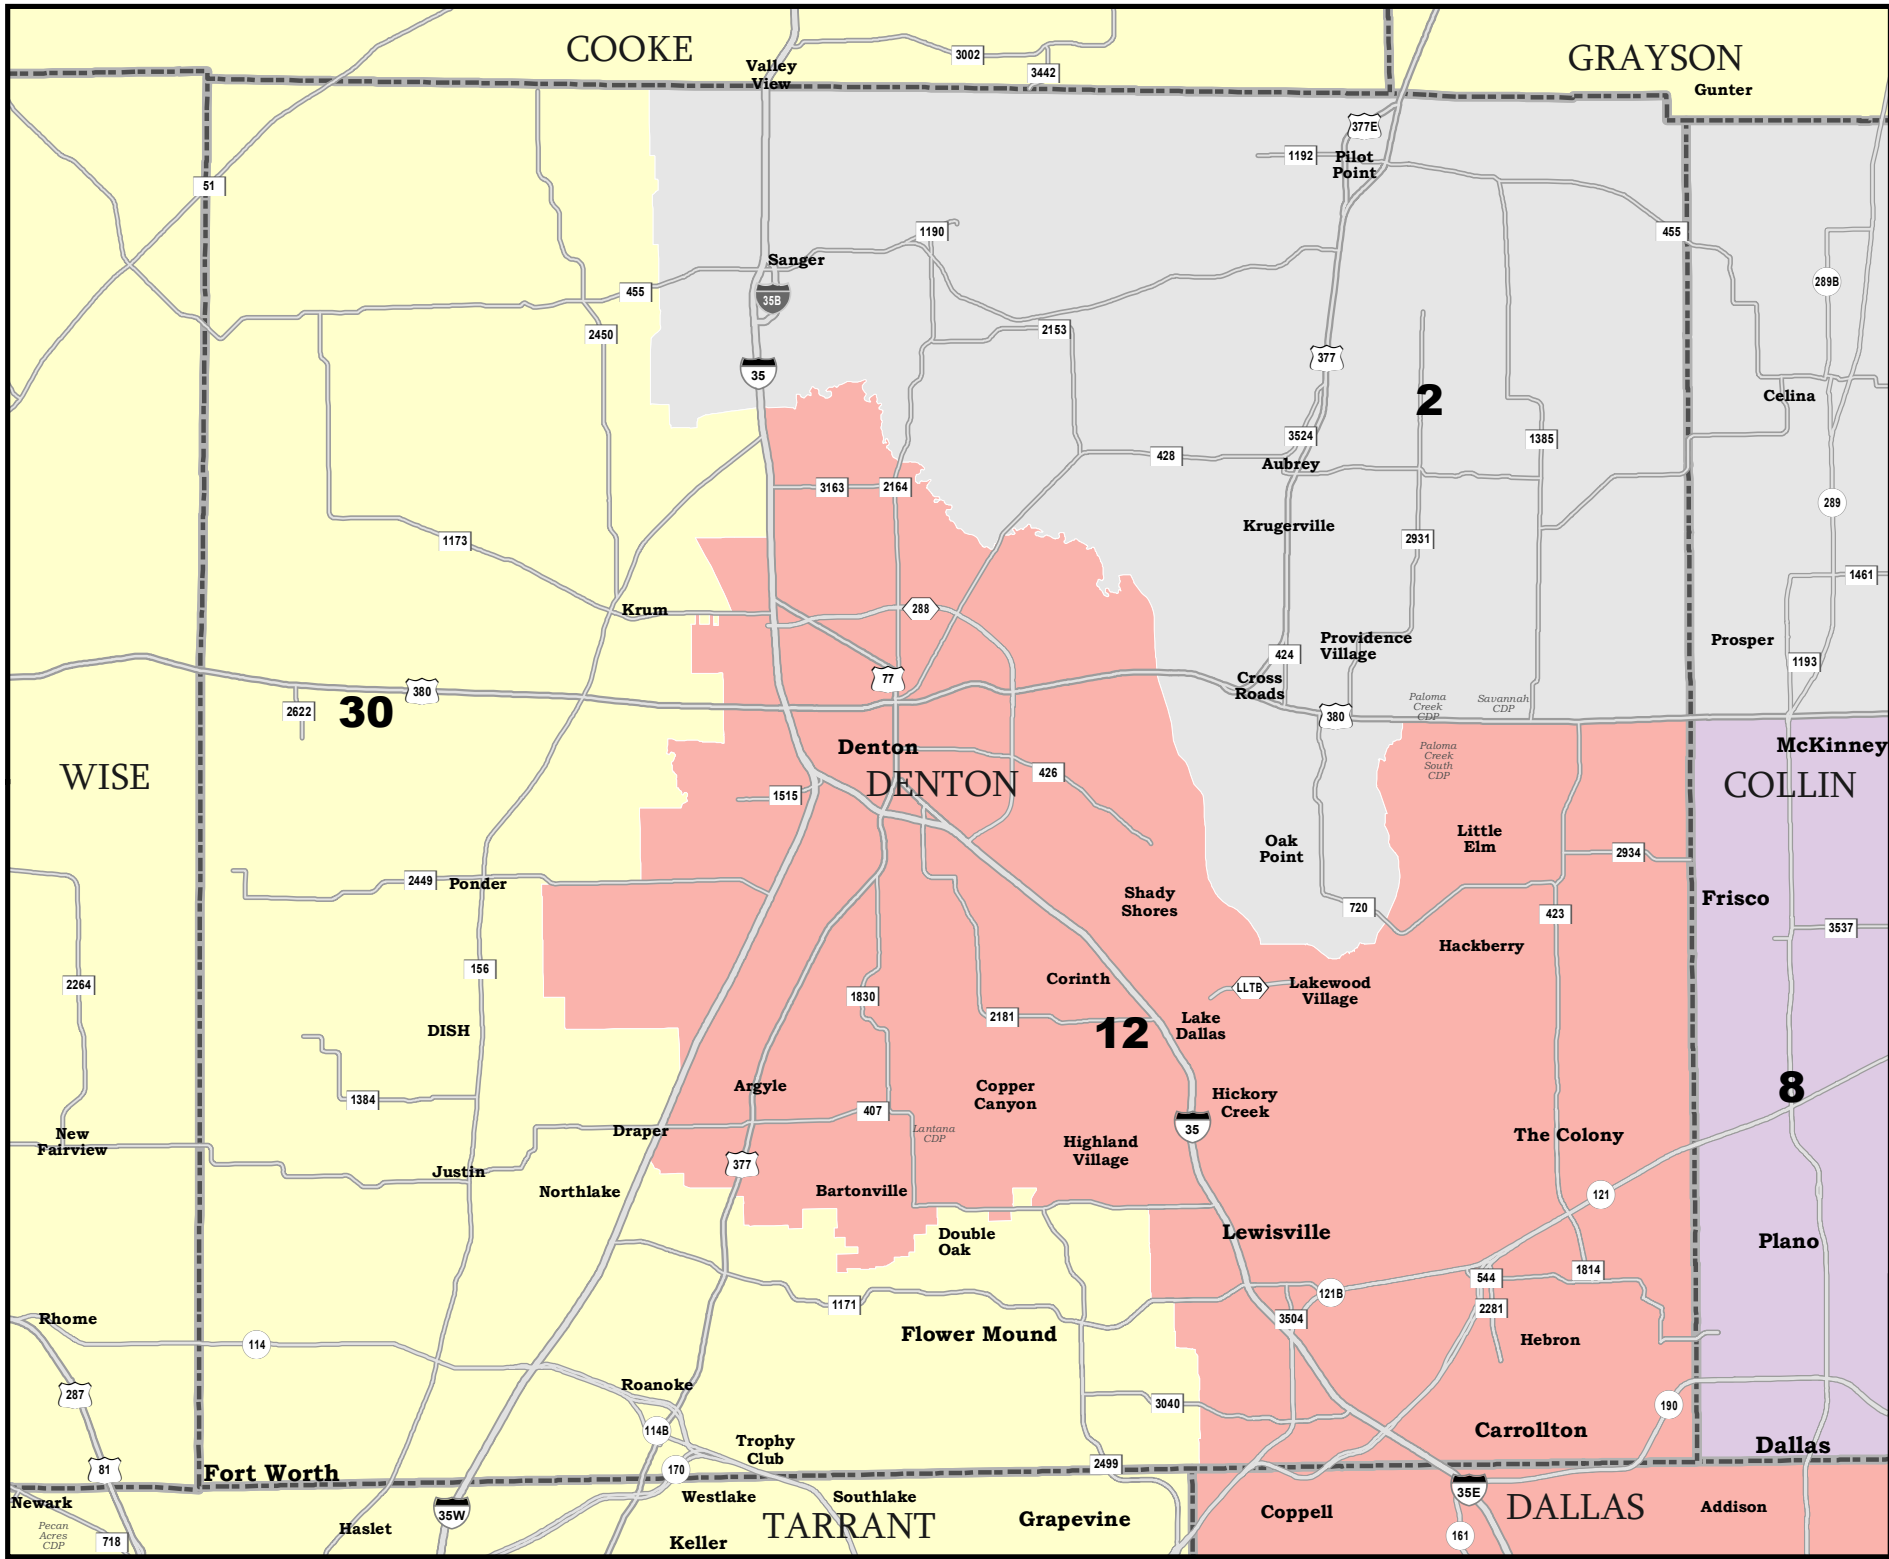 COOKE
GRAYSON
3002
3442
Valley
View
Gunter
377E
1192
Pilot
Point
51
1190
455
Sanger
289B
455
35B
2450
2153
377
35
2
Celina
3524
1385
428
Aubrey
3163
2164
289
Krugerville
1173
2931
1461
Krum
288
Providence
Village
Prosper
424
1193
77
Cross
Roads
380
30
2622
Paloma
Creek
CDP
Savannah
CDP
380
Denton
McKinney
Paloma
Creek
South
CDP
WISE
DENTON
426
COLLIN
1515
Little
Elm
Oak
Point
2934
2449
Ponder
Shady
Shores
Frisco
720
423
3537
Hackberry
156
Corinth
2264
LLTB
Lakewood
Village
1830
2181
12
Lake
Dallas
DISH
Argyle
Copper
Canyon
Hickory
Creek
8
1384
407
35
Draper
Lantana
CDP
The Colony
New
Fairview
Highland
Village
Justin
377
Northlake
Bartonville
121
Lewisville
Double
Oak
Plano
1814
544
121B
1171
2281
Rhome
3504
Flower Mound
Hebron
114
287
Roanoke
3040
190
114B
Carrollton
Trophy
Club
Dallas
81
Fort Worth
170
2499
35E
Newark
Westlake
Southlake
35W
Coppell
DALLAS
Addison
Haslet
TARRANT
Grapevine
Pecan
Acres
CDP
718
Keller
161